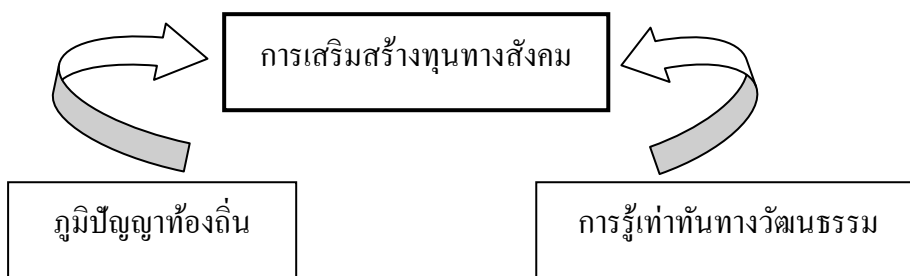 การเสริมสร้างทุนทางสังคม
ภูมิปัญญาท้องถิ่น
การรู้เท่าทันทางวัฒนธรรม